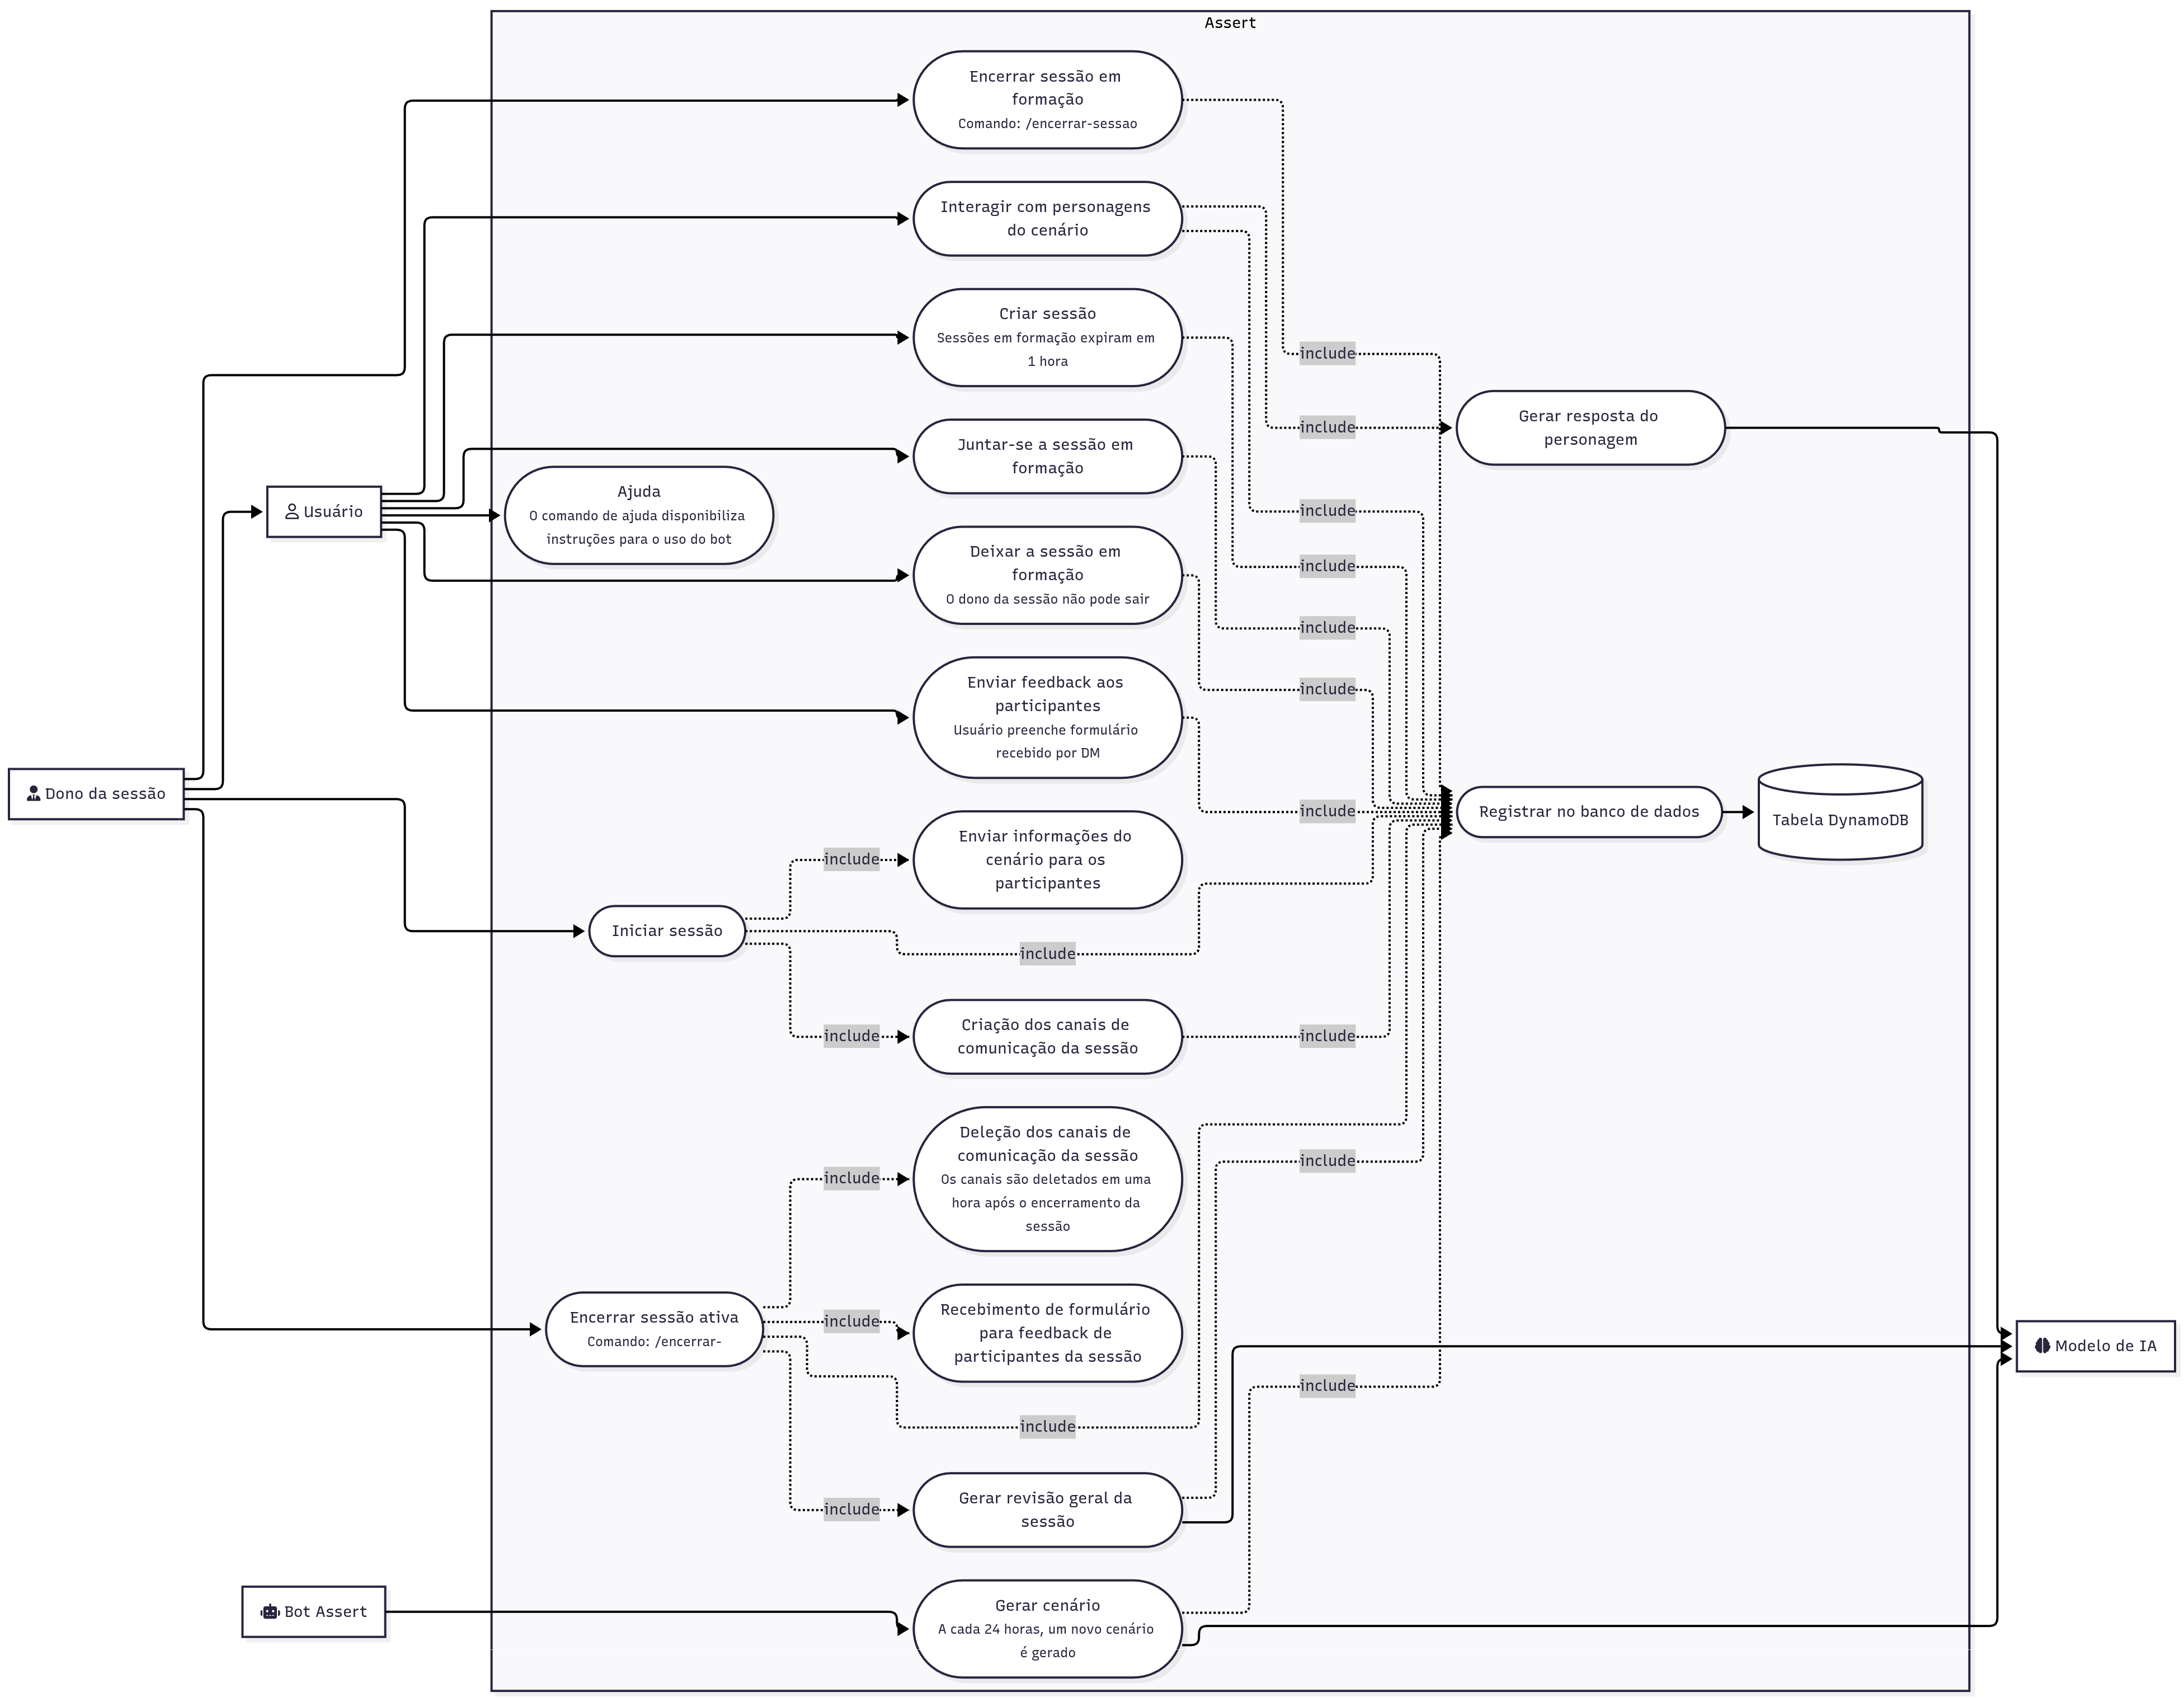 Assert
Encerrar sessão em
formação
Comando: /encerrar-sessao
Interagir com personagens
do cenário
Criar sessão
Sessões em formação expiram em
1 hora
include
include
Gerar resposta do
personagem
Juntar-se a sessão em
formação
Usuário
Ajuda
O comando de ajuda disponibiliza
instruções para o uso do bot
include
include
Deixar a sessão em
formação
O dono da sessão não pode sair
include
include
Enviar feedback aos
participantes
Usuário preenche formulário
recebido por DM
Dono da sessão
include
Registrar no banco de dados
Tabela DynamoDB
Enviar informações do
cenário para os
participantes
include
Iniciar sessão
include
include
Criação dos canais de
comunicação da sessão
include
Deleção dos canais de
comunicação da sessão
Os canais são deletados em uma
hora após o encerramento da
sessão
include
include
Encerrar sessão ativa
Comando: /encerrar-
include
Recebimento de formulário
para feedback de
participantes da sessão
Modelo de IA
include
include
include
Gerar revisão geral da
sessão
Bot Assert
Gerar cenário
A cada 24 horas, um novo cenário
é gerado